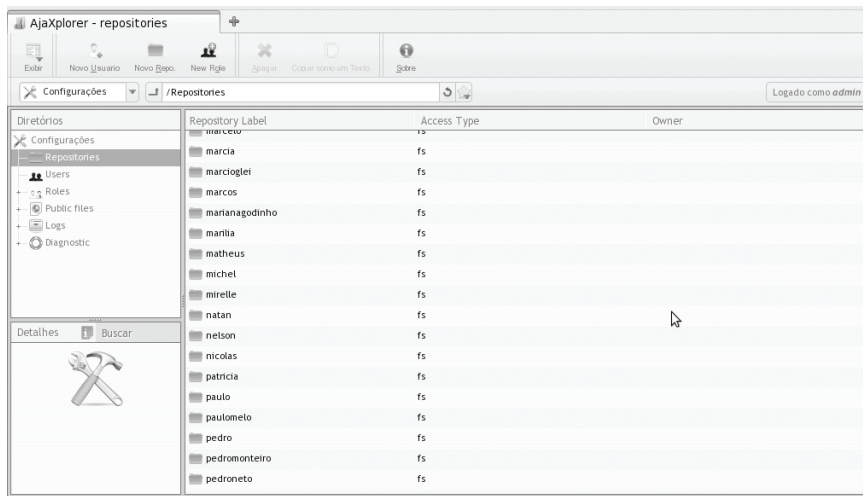 AjaXplorer - repositories
Exibir
Novo Usuario
Novo Repo.
New Role
Apagar
Copiar somo um Texto
Sobre
Configurações
/Repositories
Logado como admin
Diretórios
Configurações
Repositories
Users
Roles
Public files
Logs
Diagnostic
Detalhes
Buscar
Repository Label Access Type Owner
marcelo fs
marcia fs
marcioglei fs
marcos fs
marianagodinho fs
marilia fs
matheus fs
michel fs
mirelle fs
natan fs
nelson fs
nicolas fs
patricia fs
paulo fs
paulomelo fs
pedro fs
pedromonteiro fs
pedroneto fs